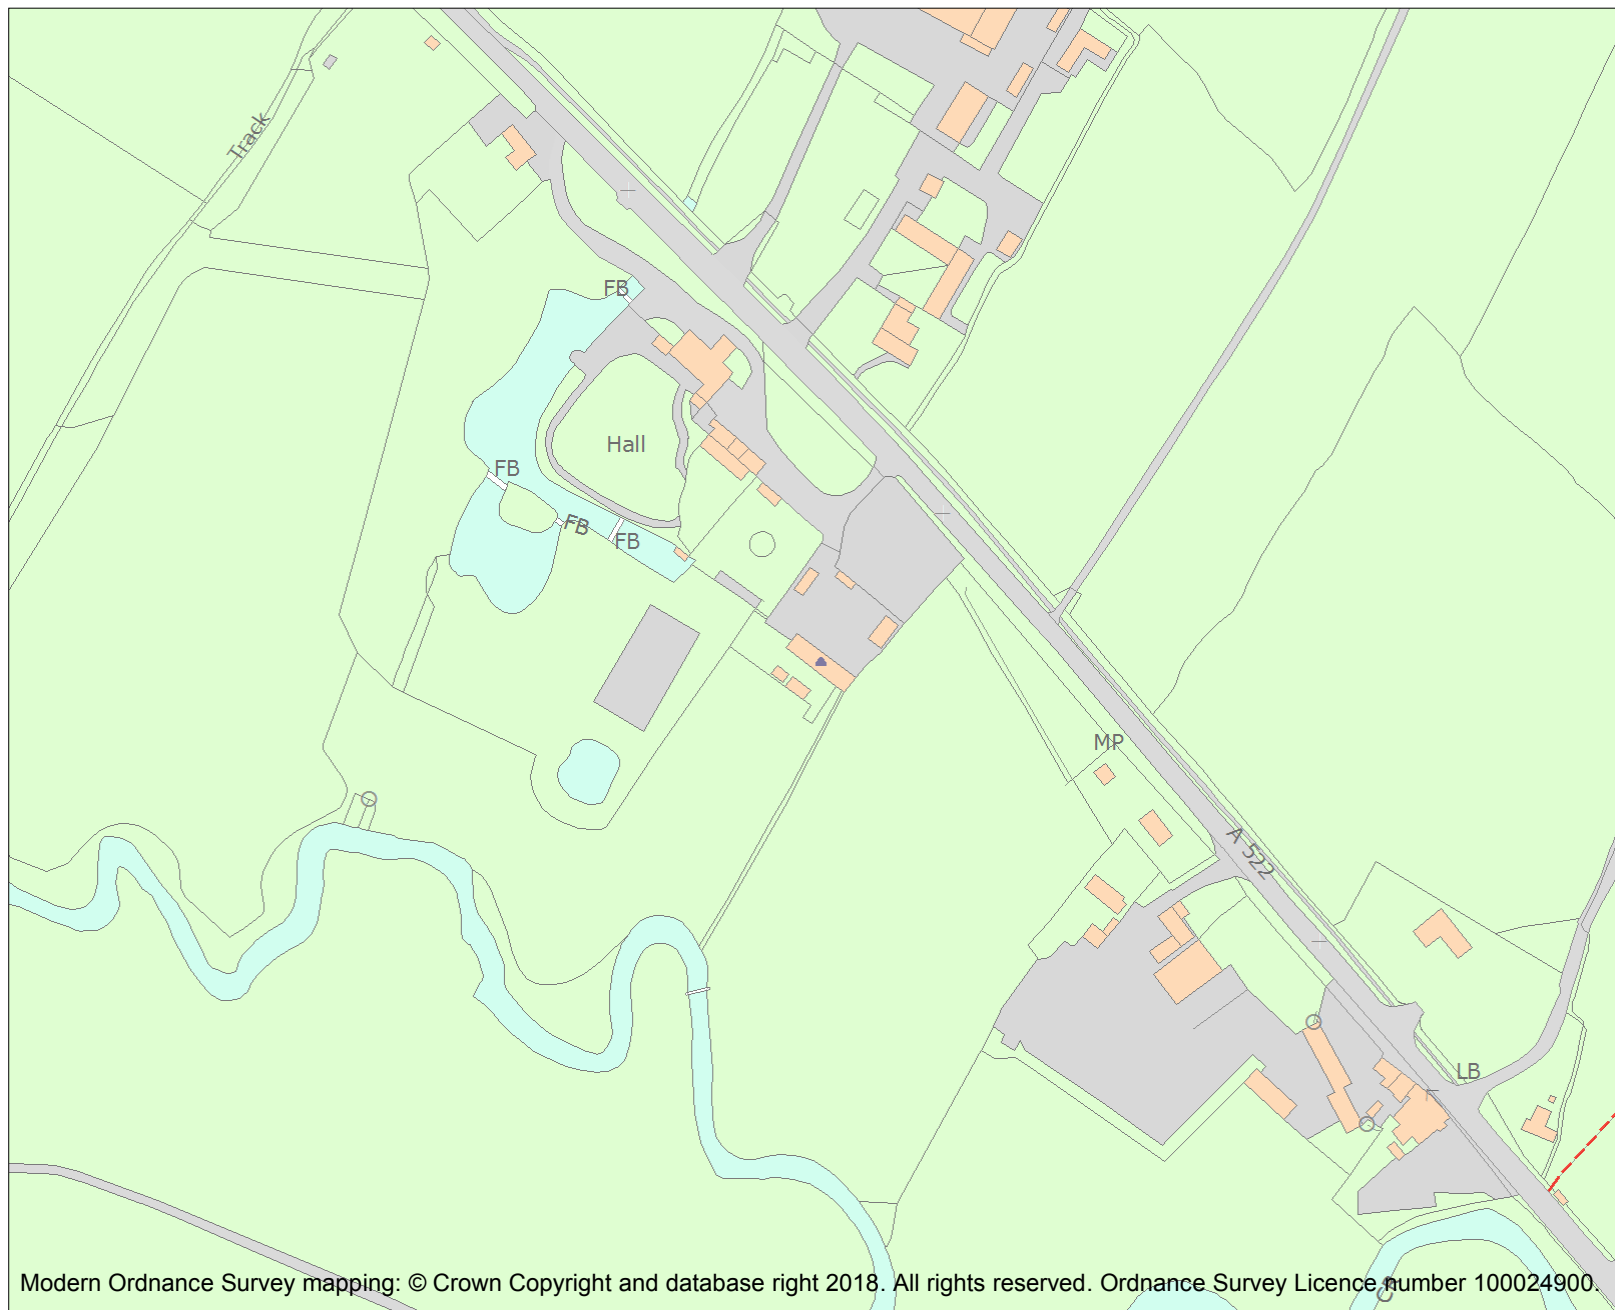 Track
FB
Hall
FB
FB
FB
MP
A 522
LB
CR
Modern Ordnance Survey mapping: © Crown Copyright and database right 2018. All rights reserved. Ordnance Survey Licence number 100024900.